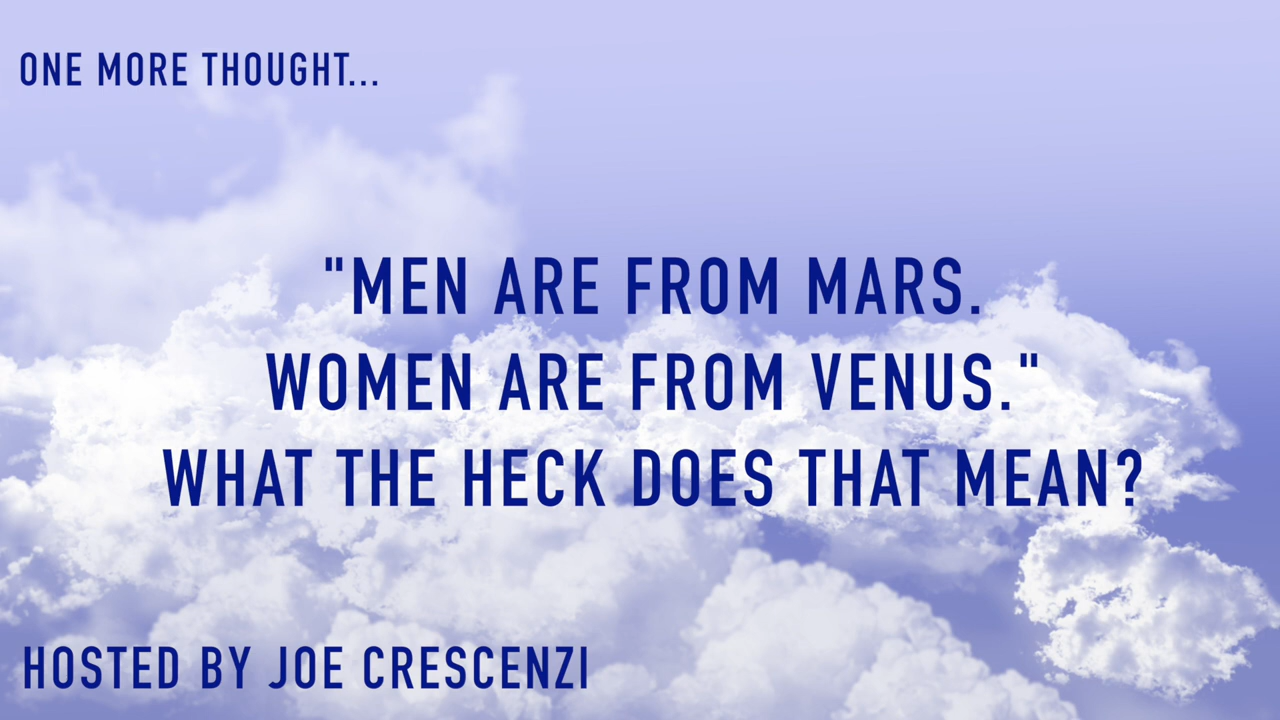 ONE MORE THOUGHT...
"MEN ARE FROM MARS.
WOMEN ARE FROM VENUS."
WHAT THE HECK DOES THAT MEAN?
HOSTED BY JOE CRESCENZI